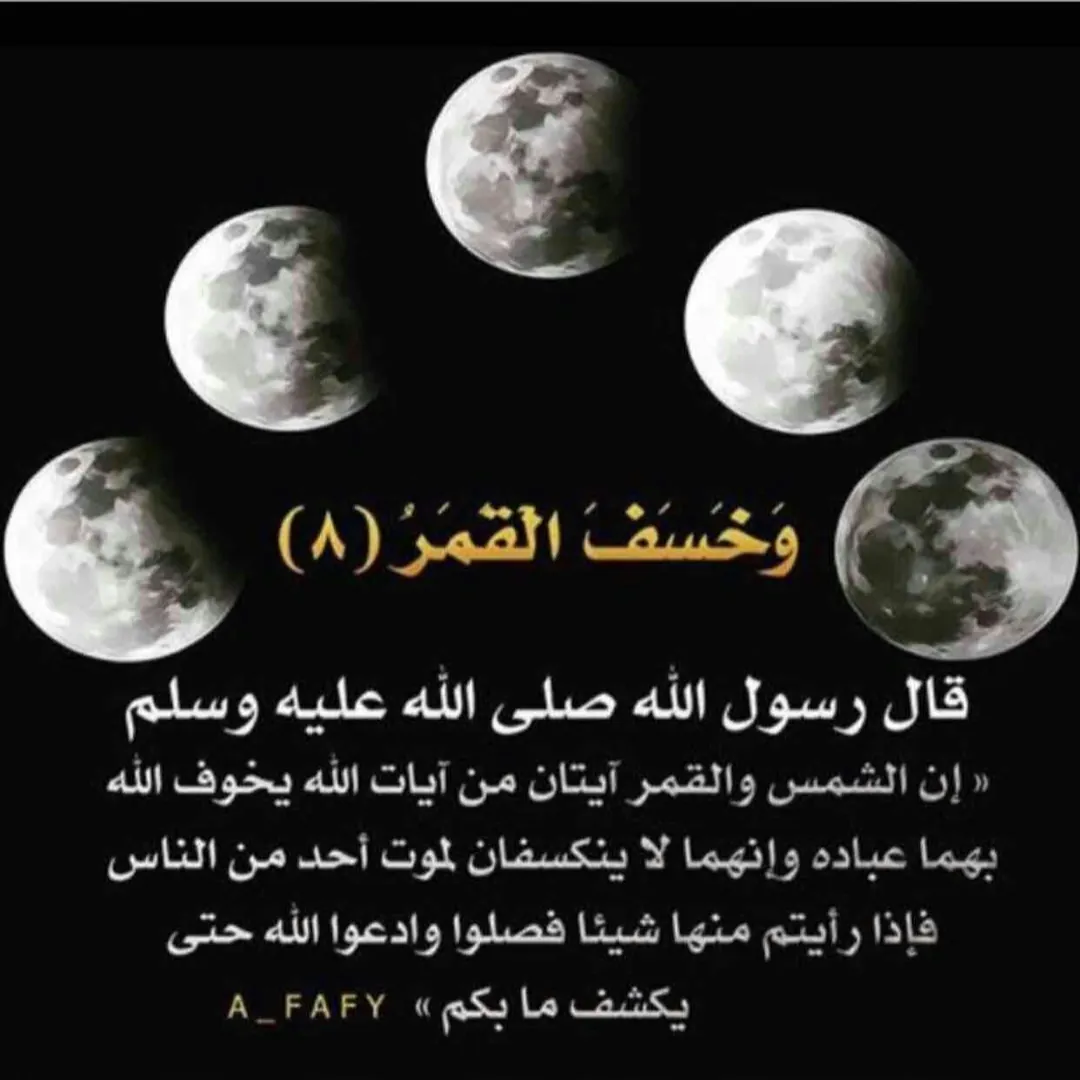 وَخَسَفَ الْقَمَرُ (٨)
قال رسول الله صلى الله عليه وسلم
« إن الشمس والقمر آيتان من آيات الله يخوف الله
بهما عباده وإنهما لا ينكسفان لموت أحد من الناس
فإذا رأيتم منها شيئا فصلوا وادعوا الله حتى
يكشف ما بكم » A_FAFY